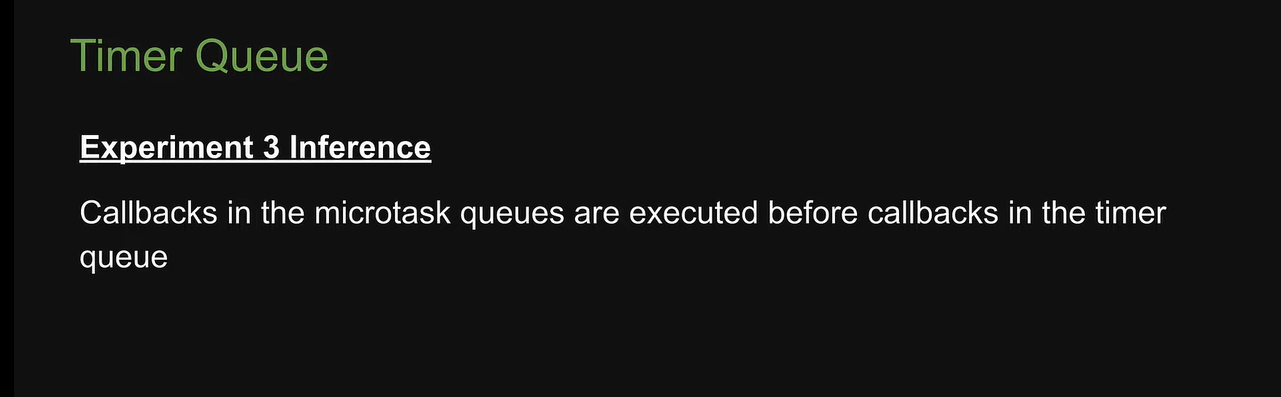 Timer Queue
Experiment 3 Inference
Callbacks in the microtask queues are executed before callbacks in the timer
queue